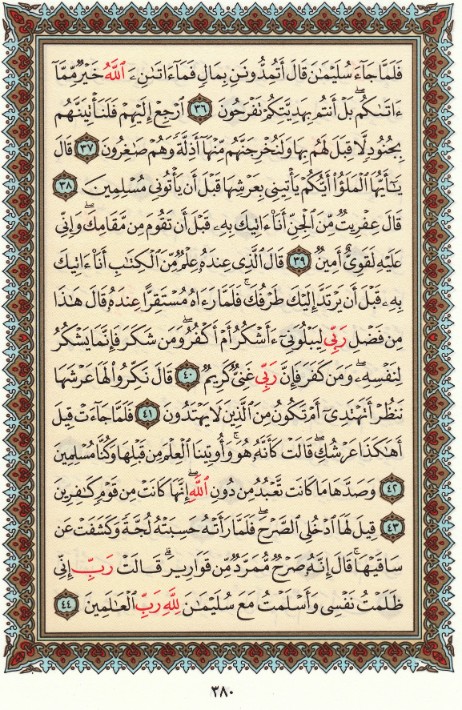 فَلَمَّا جَآءَ سُلَيْمَٰنَ قَالَ أَتُمِدُّونَنِ بِمَالٍ فَمَآ ءَاتَىٰنِۦَ ٱللَّهُ خَيْرٌ مِّمَّآ
ءَاتَىٰكُم بَلْ أَنتُم بِهَدِيَّتِكُمْ تَفْرَحُونَ ٣٦ ٱرْجِعْ إِلَيْهِمْ فَلَنَأْتِيَنَّهُم
بِجُنُودٍ لَّا قِبَلَ لَهُم بِهَا وَلَنُخْرِجَنَّهُم مِّنْهَآ أَذِلَّةً وَهُمْ صَٰغِرُونَ ٣٧ قَالَ
يَٰٓأَيُّهَا ٱلْمَلَؤُا۟ أَيُّكُمْ يَأْتِينِى بِعَرْشِهَا قَبْلَ أَن يَأْتُونِى مُسْلِمِينَ ٣٨
قَالَ عِفْرِيتٌ مِّنَ ٱلْجِنِّ أَنَا۠ ءَاتِيكَ بِهِۦ قَبْلَ أَن تَقُومَ مِن مَّقَامِكَ ۖ وَإِنِّى
عَلَيْهِ لَقَوِىٌّ أَمِينٌ ٣٩ قَالَ ٱلَّذِى عِندَهُۥ عِلْمٌ مِّنَ ٱلْكِتَٰبِ أَنَا۠ ءَاتِيكَ
بِهِۦ قَبْلَ أَن يَرْتَدَّ إِلَيْكَ طَرْفُكَ ۚ فَلَمَّا رَءَاهُ مُسْتَقِرًّا عِندَهُۥ قَالَ هَٰذَا
مِن فَضْلِ رَبِّى لِيَبْلُوَنِىٓ ءَأَشْكُرُ أَمْ أَكْفُرُ ۖ وَمَن شَكَرَ فَإِنَّمَا يَشْكُرُ
لِنَفْسِهِۦ ۖ وَمَن كَفَرَ فَإِنَّ رَبِّى غَنِىٌّ كَرِيمٌ ٤٠ قَالَ نَكِّرُوا۟ لَهَا عَرْشَهَا
نَنظُرْ أَتَهْتَدِىٓ أَمْ تَكُونُ مِنَ ٱلَّذِينَ لَا يَهْتَدُونَ ٤١ فَلَمَّا جَآءَتْ قِيلَ
أَهَٰكَذَا عَرْشُكِ ۖ قَالَتْ كَأَنَّهُۥ هُوَ ۚ وَأُوتِينَا ٱلْعِلْمَ مِن قَبْلِهَا وَكُنَّا مُسْلِمِينَ
٤٢ وَصَدَّهَا مَا كَانَت تَّعْبُدُ مِن دُونِ ٱللَّهِ ۖ إِنَّهَا كَانَتْ مِن قَوْمٍ كَٰفِرِينَ
٤٣ قِيلَ لَهَا ٱدْخُلِى ٱلصَّرْحَ ۖ فَلَمَّا رَأَتْهُ حَسِبَتْهُ لُجَّةً وَكَشَفَتْ عَن
سَاقَيْهَا ۚ قَالَ إِنَّهُۥ صَرْحٌ مُّمَرَّدٌ مِّن قَوَارِيرَ ۗ قَالَتْ رَبِّ إِنِّى
ظَلَمْتُ نَفْسِى وَأَسْلَمْتُ مَعَ سُلَيْمَٰنَ لِلَّهِ رَبِّ ٱلْعَٰلَمِينَ ٤٤
٣٨٠